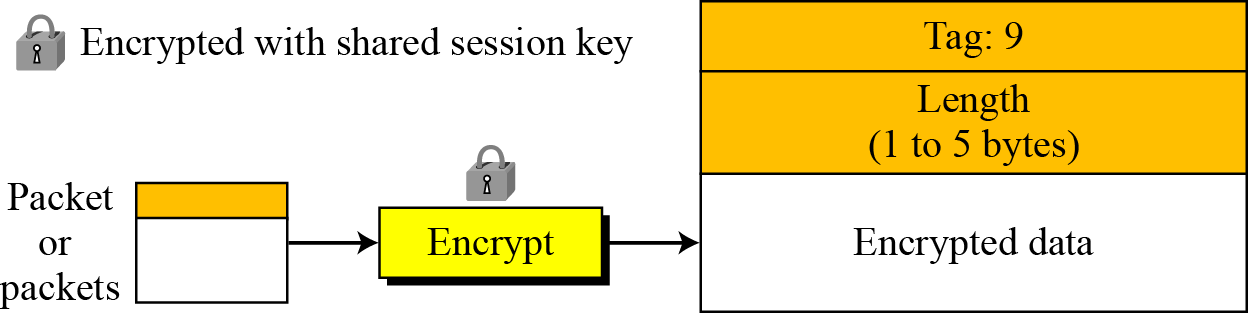 Encrypted with shared session key
Tag: 9
Length
(1 to 5 bytes)
Packet
or
packets
Encrypt
Encrypted data